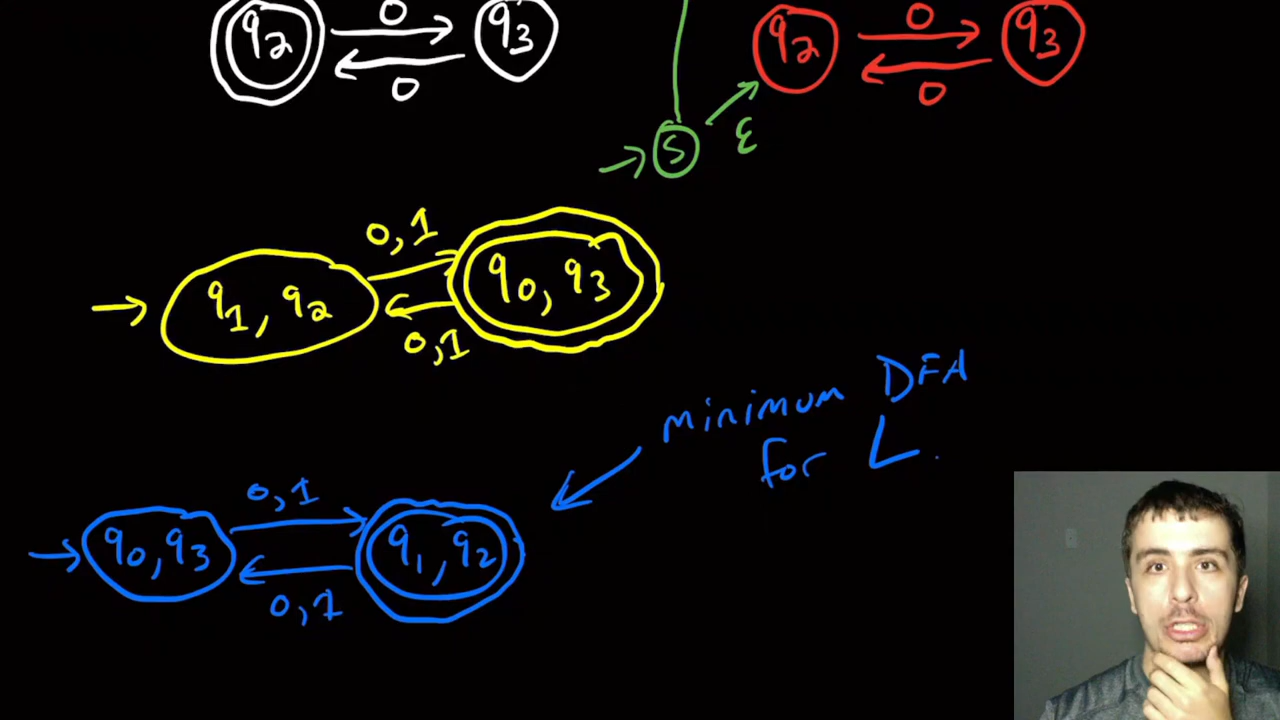 q2 0 q3
0
q2 0 q3
0
S ε
0,1
q1, q2
q0, q3
0,1
minimum DFA
for L.
0,1
q0, q3
q1, q2
0,1